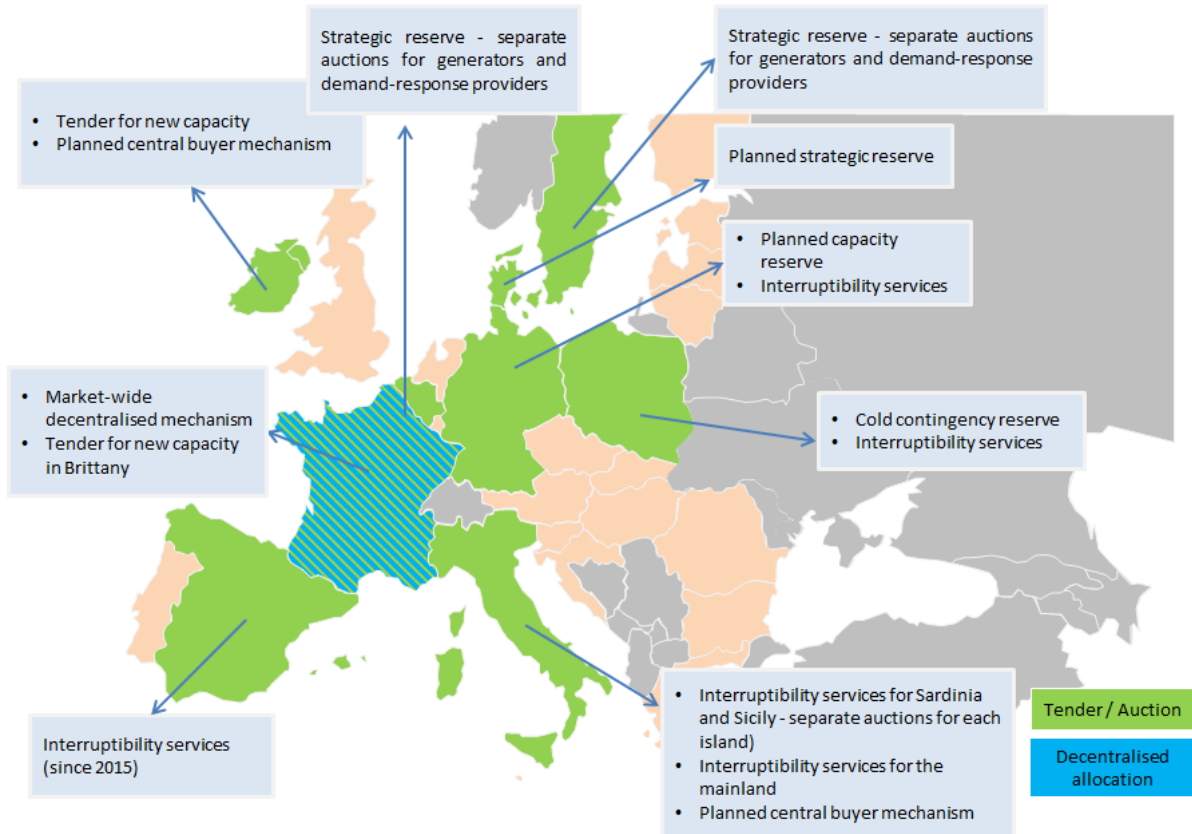 Strategic reserve - separate
auctions for generators and
demand-response providers
Strategic reserve - separate auctions
for generators and demand-response
providers
• Tender for new capacity
• Planned central buyer mechanism
Planned strategic reserve
• Planned capacity
reserve
• Interruptibility services
• Market-wide
decentralised mechanism
• Tender for new capacity
in Brittany
• Cold contingency reserve
• Interruptibility services
Interruptibility services
(since 2015)
• Interruptibility services for Sardinia
and Sicily - separate auctions for each
island)
• Interruptibility services for the
mainland
• Planned central buyer mechanism
Tender / Auction
Decentralised
allocation